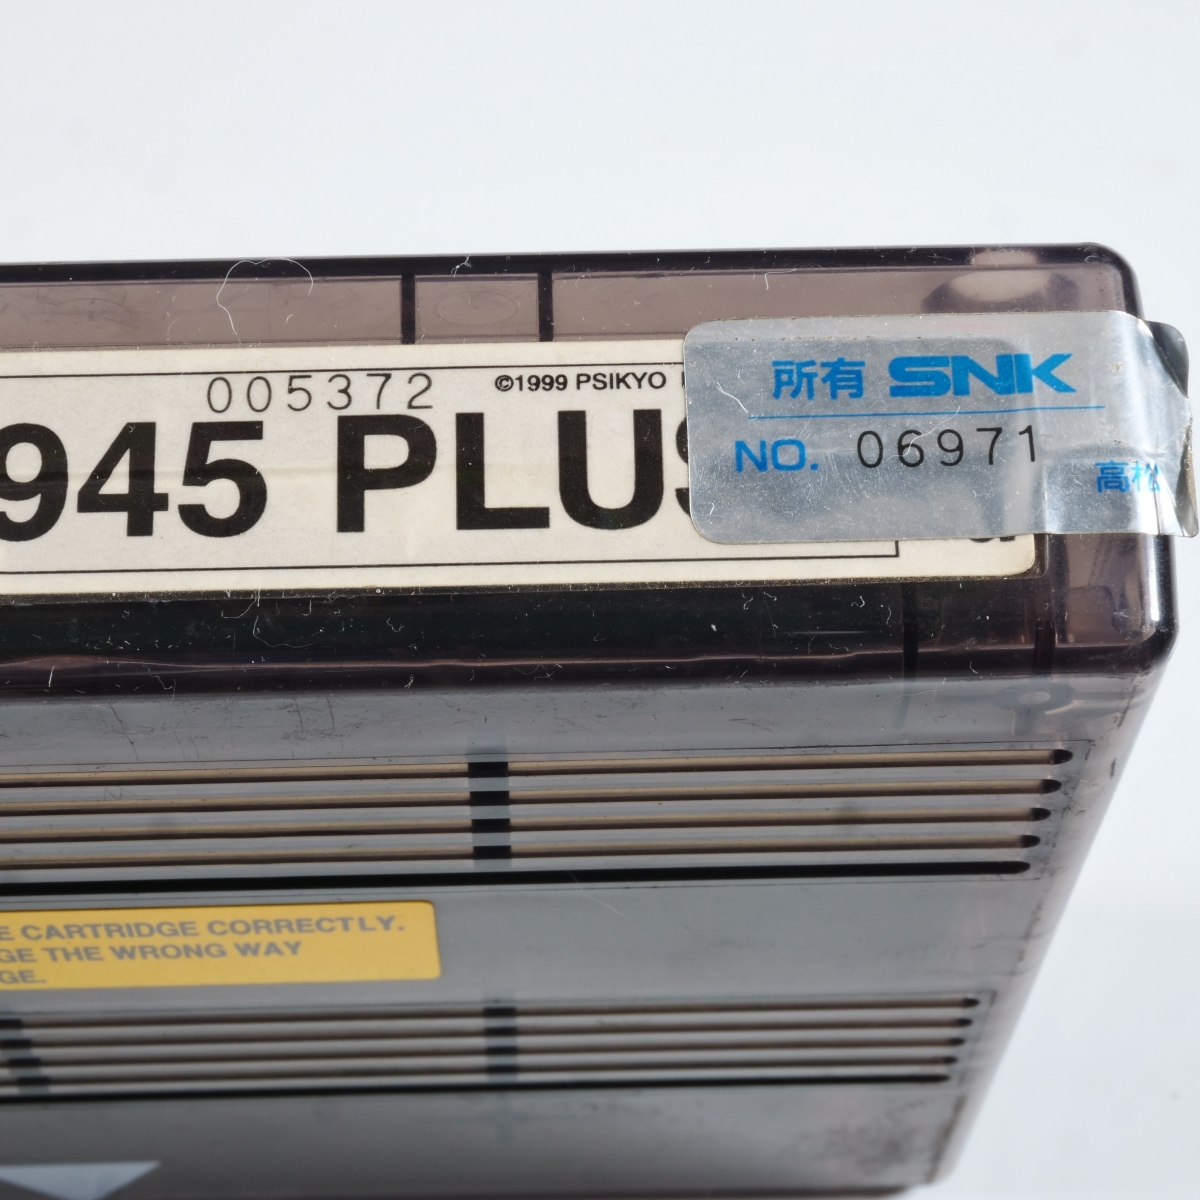 005372
©1999 PSIKYO
945 PLUS
所有 SNK
NO. 06971
高松
E CARTRIDGE CORRECTLY.
GE THE WRONG WAY
GE.